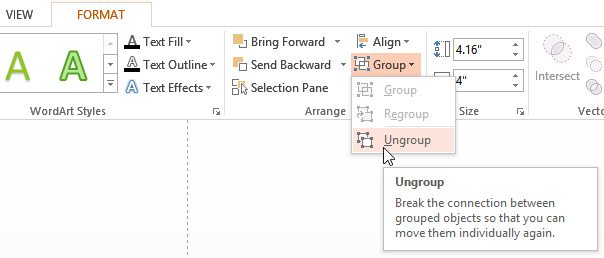 VIEW FORMAT
A A
Text Fill
Text Outline
Text Effects
WordArt Styles
Bring Forward
Send Backward
Selection Pane
Align
Group
Arrange
Group
Regroup
Ungroup
4.16"
4"
Size
Intersect
Ungroup
Break the connection between
grouped objects so that you can
move them individually again.